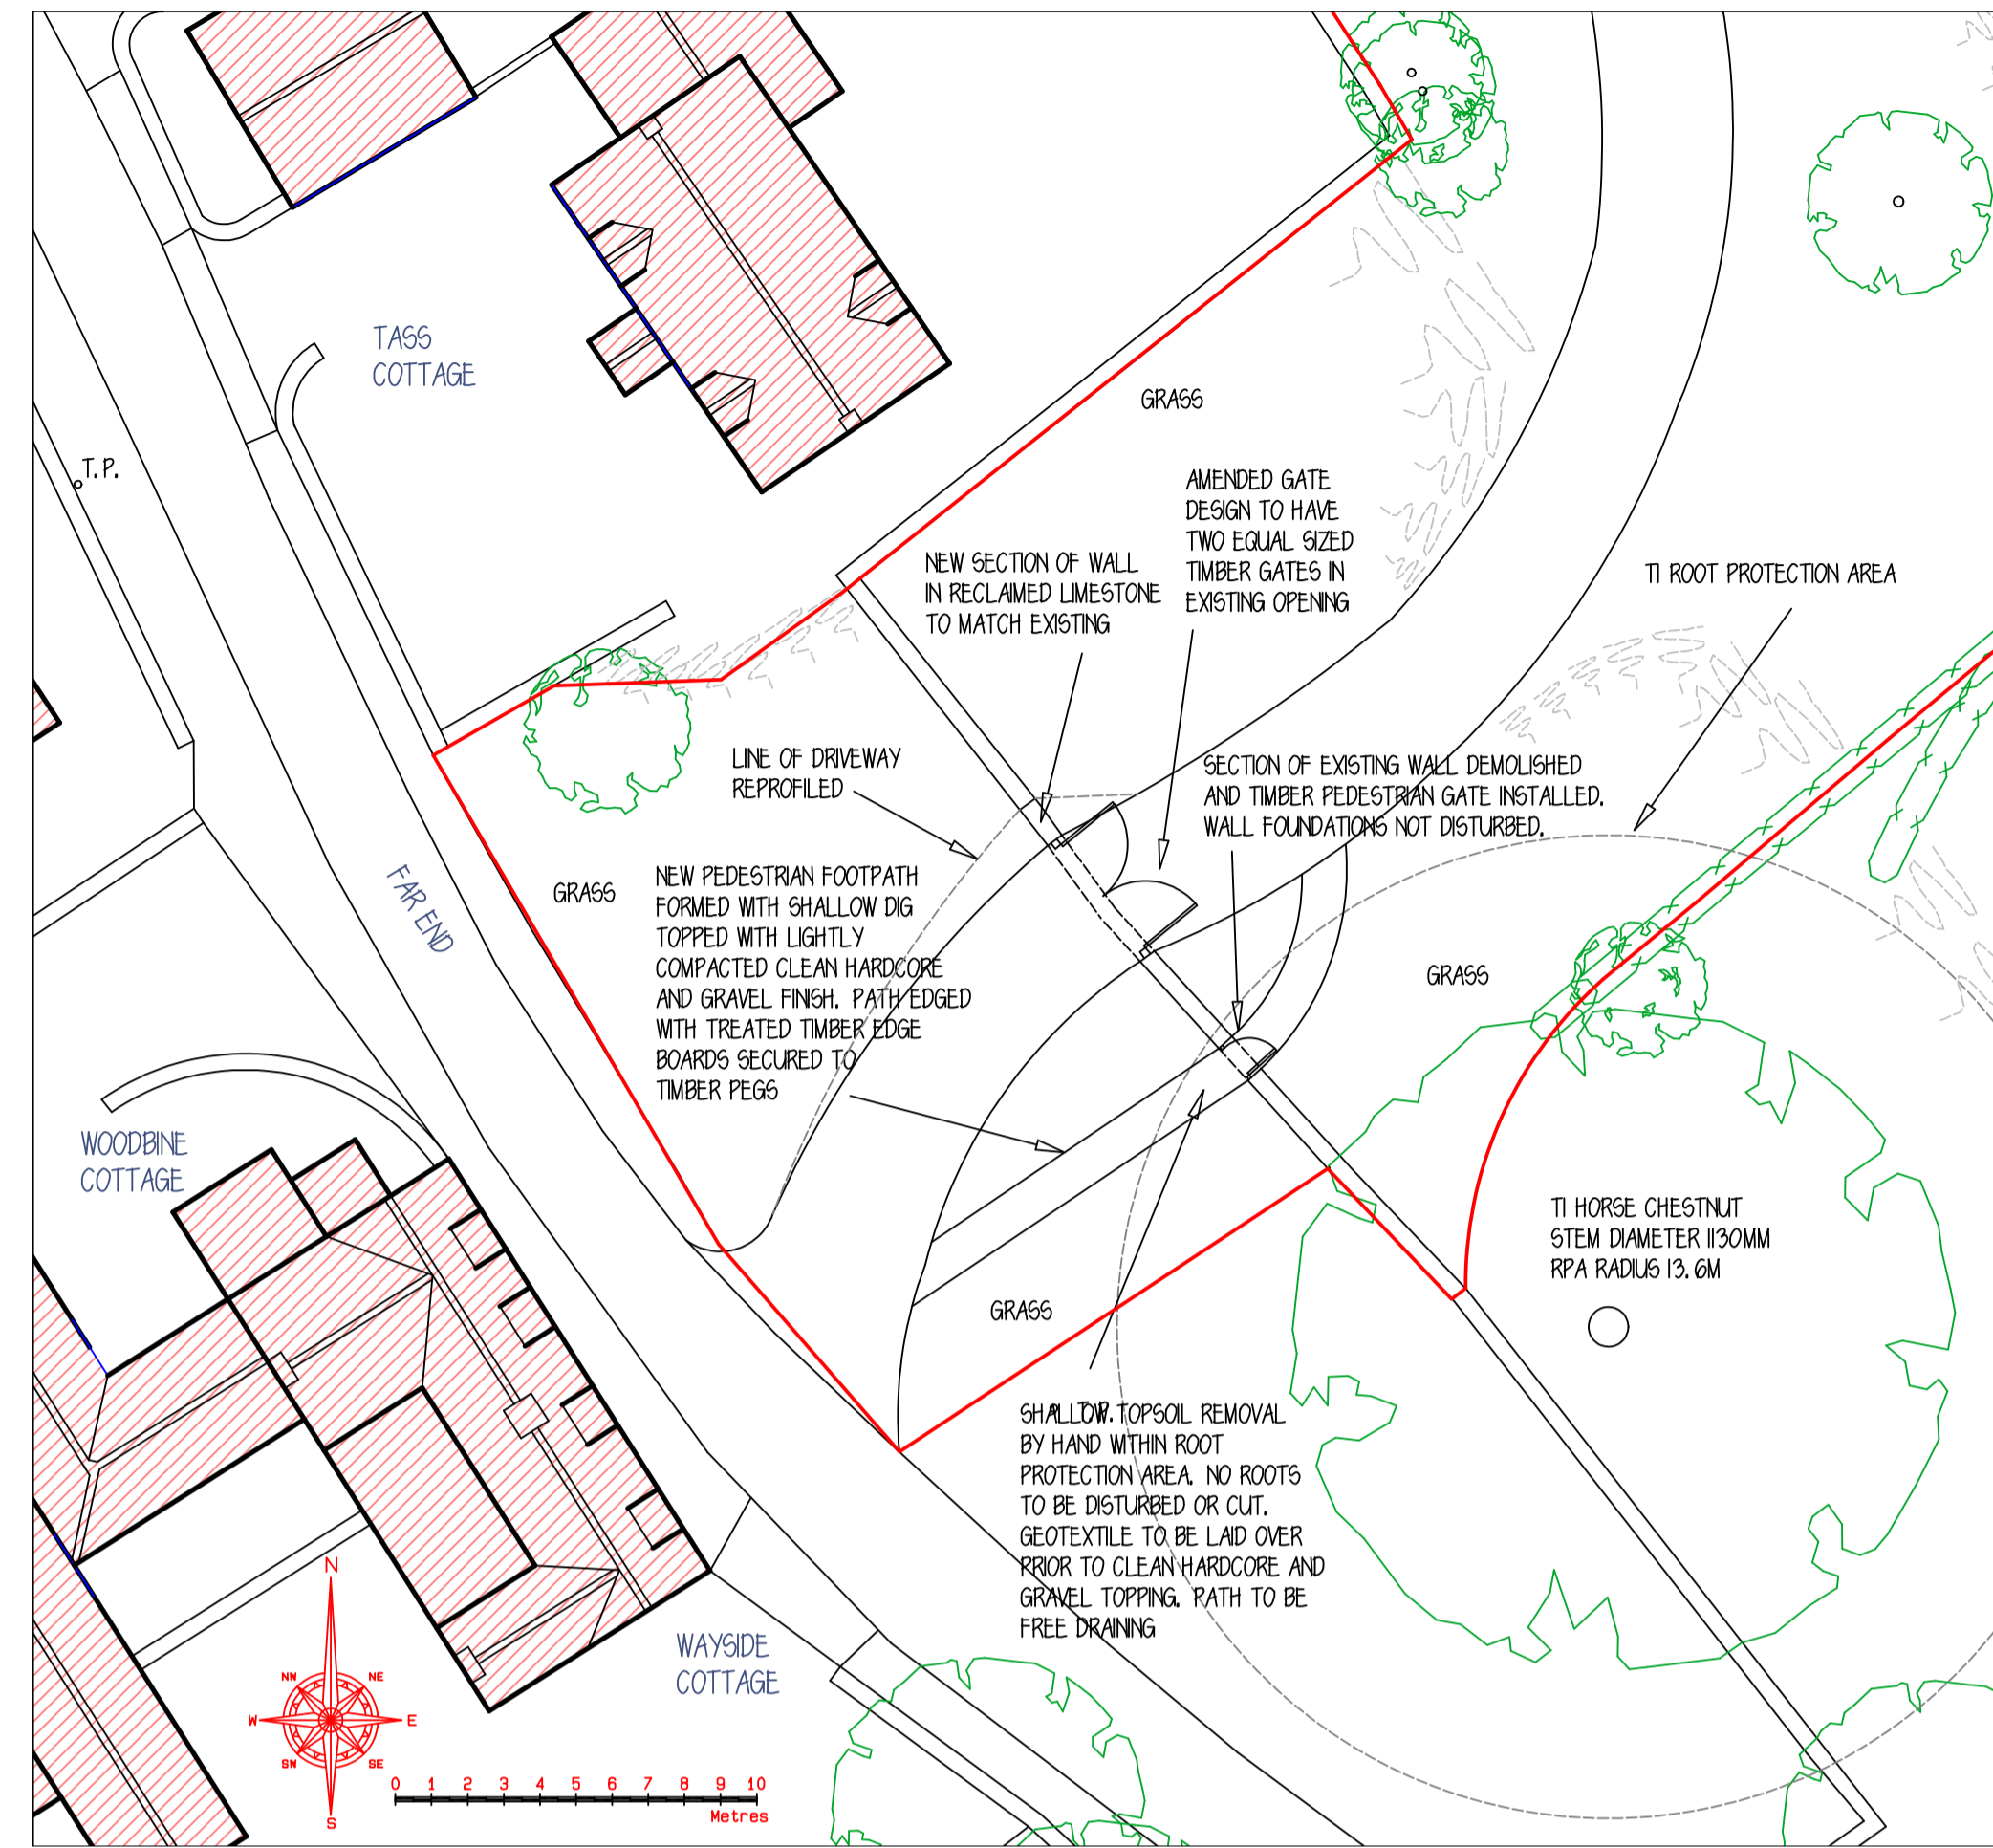 TASS
COTTAGE
T.P.
GRASS
AMENDED GATE
DESIGN TO HAVE
TWO EQUAL SIZED
TIMBER GATES IN
EXISTING OPENING
NEW SECTION OF WALL
IN RECLAIMED LIMESTONE
TO MATCH EXISTING
T1 ROOT PROTECTION AREA
LINE OF DRIVEWAY
REPROFILED
SECTION OF EXISTING WALL DEMOLISHED
AND TIMBER PEDESTRIAN GATE INSTALLED.
WALL FOUNDATIONS NOT DISTURBED.
FAR END
GRASS
NEW PEDESTRIAN FOOTPATH
FORMED WITH SHALLOW DIG
TOPPED WITH LIGHTLY
COMPACTED CLEAN HARDCORE
AND GRAVEL FINISH. PATH EDGED
WITH TREATED TIMBER EDGE
BOARDS SECURED TO
TIMBER PEGS
GRASS
WOODBINE
COTTAGE
T1 HORSE CHESTNUT
STEM DIAMETER 1130MM
RPA RADIUS 13.6M
GRASS
T.P.
SHALLOW TOPSOIL REMOVAL
BY HAND WITHIN ROOT
PROTECTION AREA. NO ROOTS
TO BE DISTURBED OR CUT.
GEOTEXTILE TO BE LAID OVER
PRIOR TO CLEAN HARDCORE AND
GRAVEL TOPPING. PATH TO BE
FREE DRAINING
WAYSIDE
COTTAGE
N
NW NE
W E
SW SE
S
0 1 2 3 4 5 6 7 8 9 10
Metres